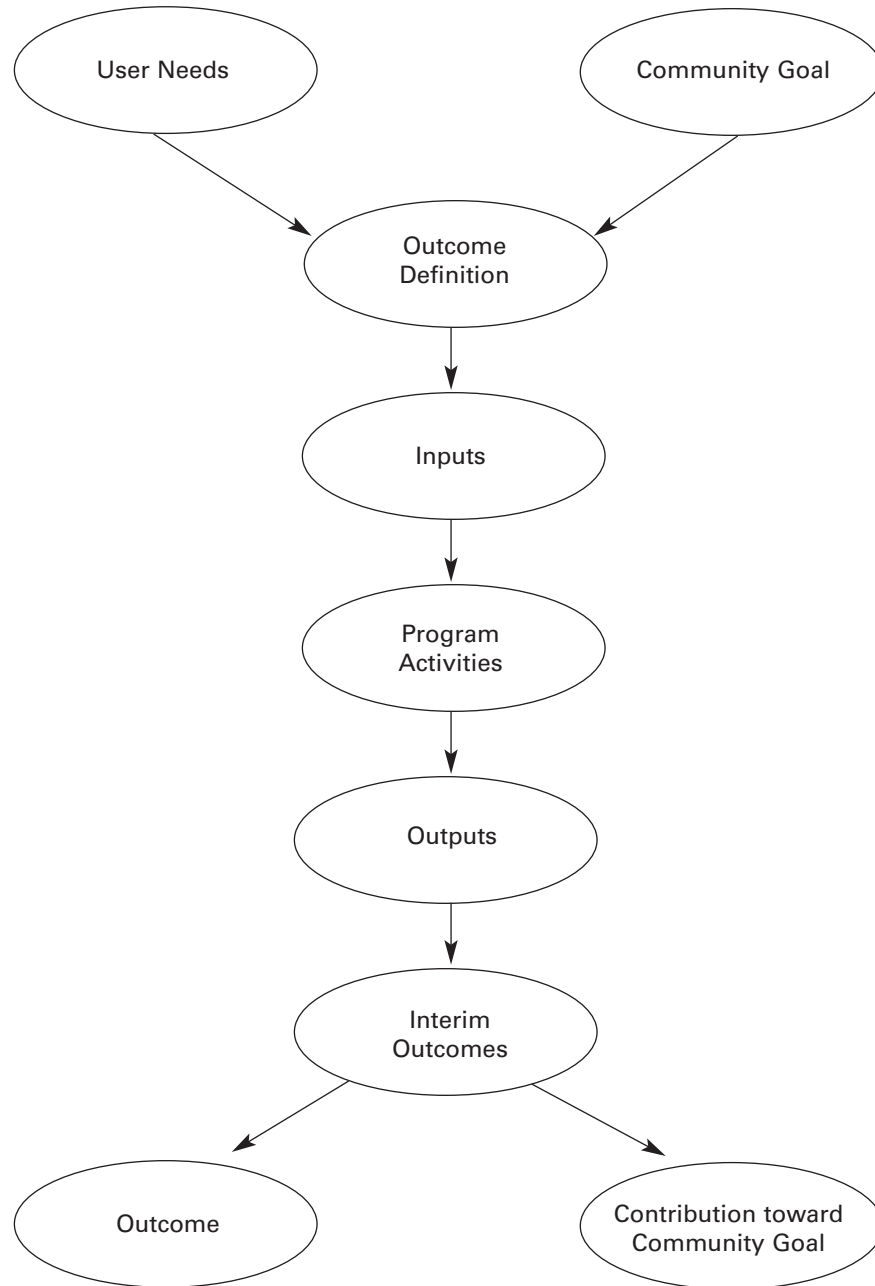 User Needs
Community Goal
Outcome
Definition
Inputs
Program
Activities
Outputs
Interim
Outcomes
Outcome
Contribution toward
Community Goal